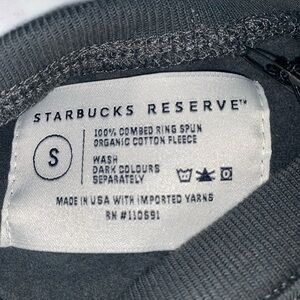 STARBUCKS RESERVE™
S
100% COMBED RING SPUN
ORGANIC COTTON FLEECE
WASH
DARK COLOURS
SEPARATELY
MADE IN USA WITH IMPORTED YARNS
RN #110691